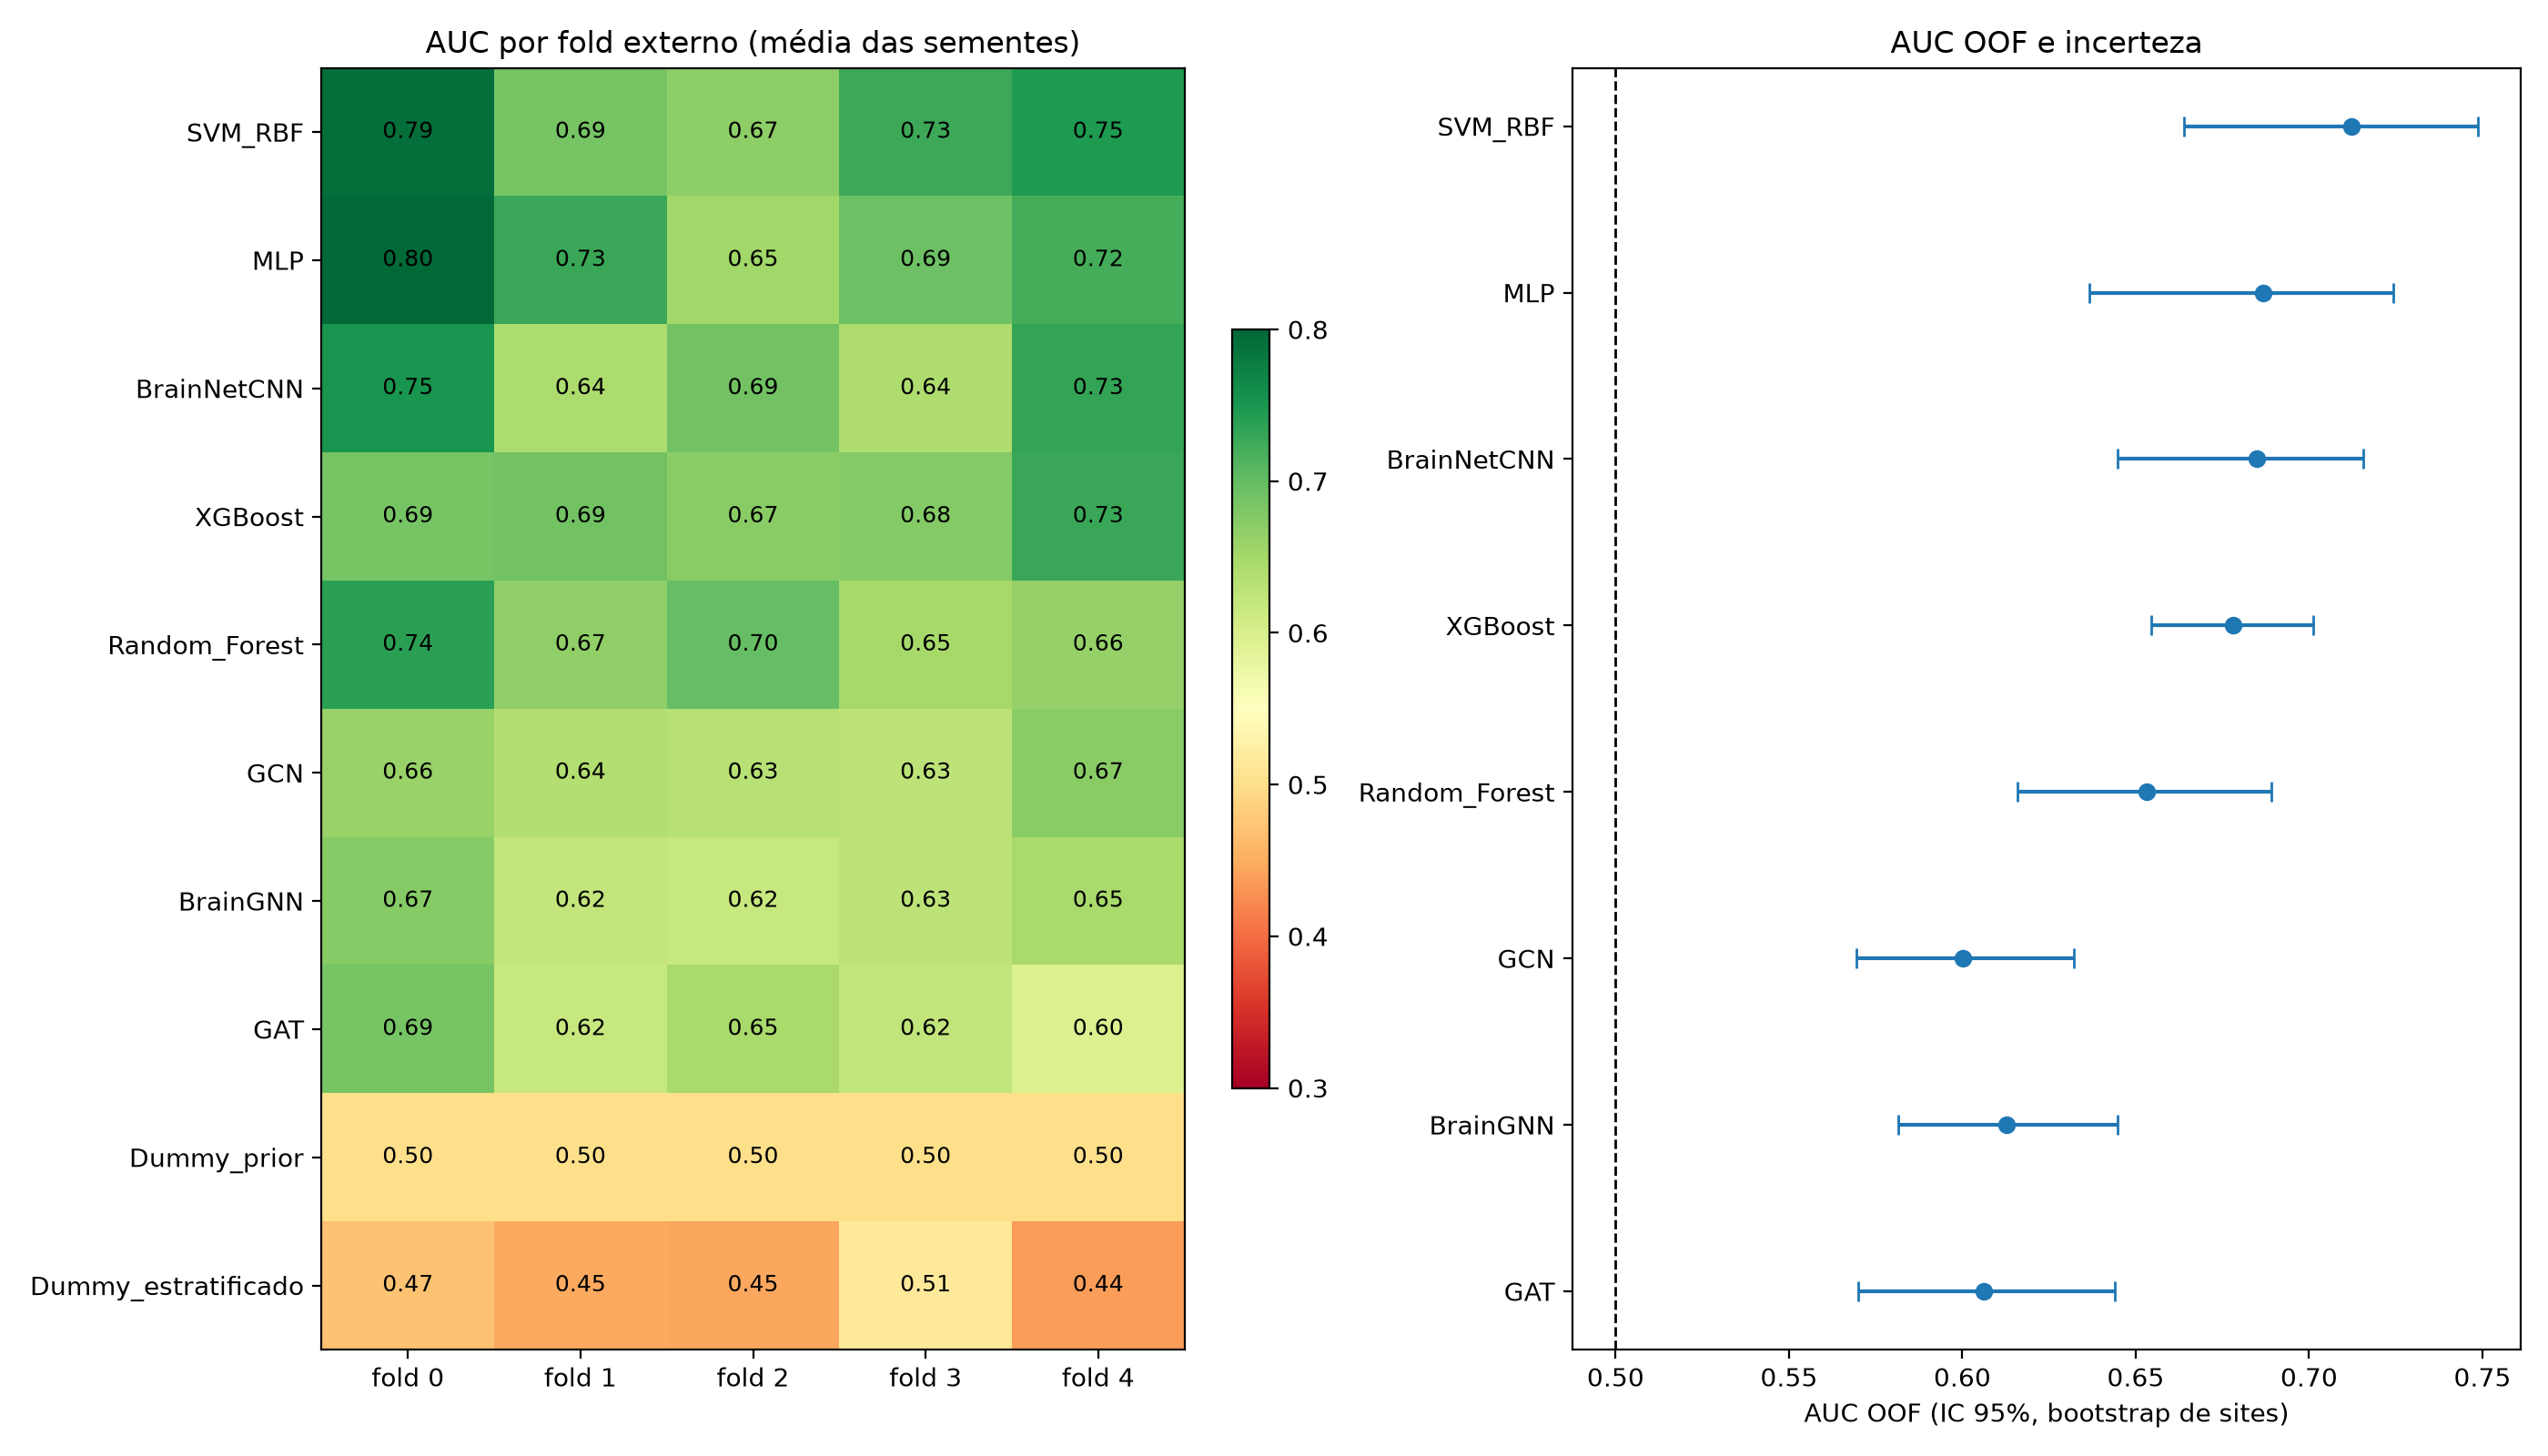 AUC por fold externo (média das sementes)
SVM_RBF 0.79 0.69 0.67 0.73 0.75
MLP 0.80 0.73 0.65 0.69 0.72
BrainNetCNN 0.75 0.64 0.69 0.64 0.73
XGBoost 0.69 0.69 0.67 0.68 0.73
Random_Forest 0.74 0.67 0.70 0.65 0.66
GCN 0.66 0.64 0.63 0.63 0.67
BrainGNN 0.67 0.62 0.62 0.63 0.65
GAT 0.69 0.62 0.65 0.62 0.60
Dummy_prior 0.50 0.50 0.50 0.50 0.50
Dummy_estratificado 0.47 0.45 0.45 0.51 0.44
fold 0 fold 1 fold 2 fold 3 fold 4
0.8
0.7
0.6
0.5
0.4
0.3
AUC OOF e incerteza
SVM_RBF
MLP
BrainNetCNN
XGBoost
Random_Forest
GCN
BrainGNN
GAT
0.50 0.55 0.60 0.65 0.70 0.75
AUC OOF (IC 95%, bootstrap de sites)